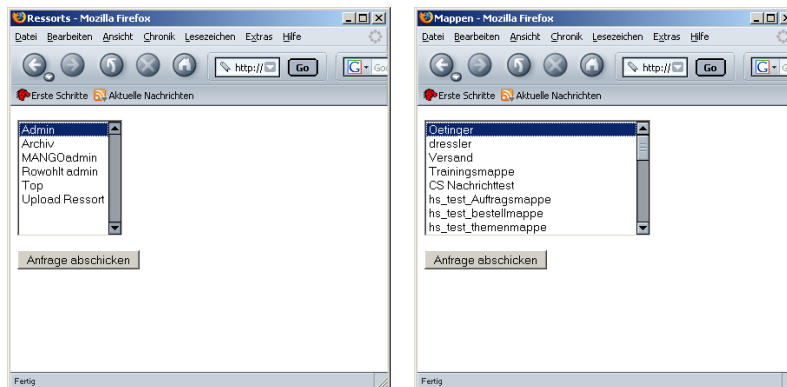 Ressorts - Mozilla Firefox
Datei Bearbeiten Ansicht Chronik Lesezeichen Extras Hilfe
http:// Go G
Erste Schritte Aktuelle Nachrichten
Admin
Archiv
MANGOadmin
Rowohlt admin
Top
Upload Ressort
Anfrage abschicken
Fertig
Mappen - Mozilla Firefox
Datei Bearbeiten Ansicht Chronik Lesezeichen Extras Hilfe
http:// Go G
Erste Schritte Aktuelle Nachrichten
Oetinger
dressler
Versand
Trainingsmappe
CS Nachrichttest
hs_test_Auftragsmappe
hs_test_bestellmappe
hs_test_themenmappe
Anfrage abschicken
Fertig